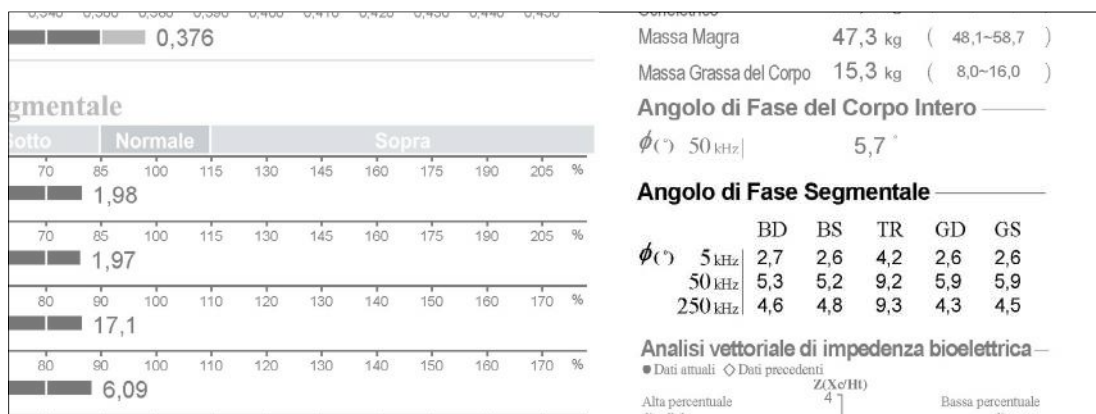 0,376
gmentale
Sotto Normale Sopra
70 85 100 115 130 145 160 175 190 205 %
1,98
70 85 100 115 130 145 160 175 190 205 %
1,97
80 90 100 110 120 130 140 150 160 170 %
17,1
80 90 100 110 120 130 140 150 160 170 %
6,09
Massa Magra 47,3 kg ( 48,1~58,7 )
Massa Grassa del Corpo 15,3 kg ( 8,0~16,0 )
Angolo di Fase del Corpo Intero
ϕ(°) 50 kHz 5,7 °
Angolo di Fase Segmentale
BD BS TR GD GS
ϕ(°) 5 kHz 2,7 2,6 4,2 2,6 2,6
50 kHz 5,3 5,2 9,2 5,9 5,9
250 kHz 4,6 4,8 9,3 4,3 4,5
Analisi vettoriale di impedenza bioelettrica
● Dati attuali ◇ Dati precedenti
Z(Xc/Ht)
4
Alta percentuale Bassa percentuale